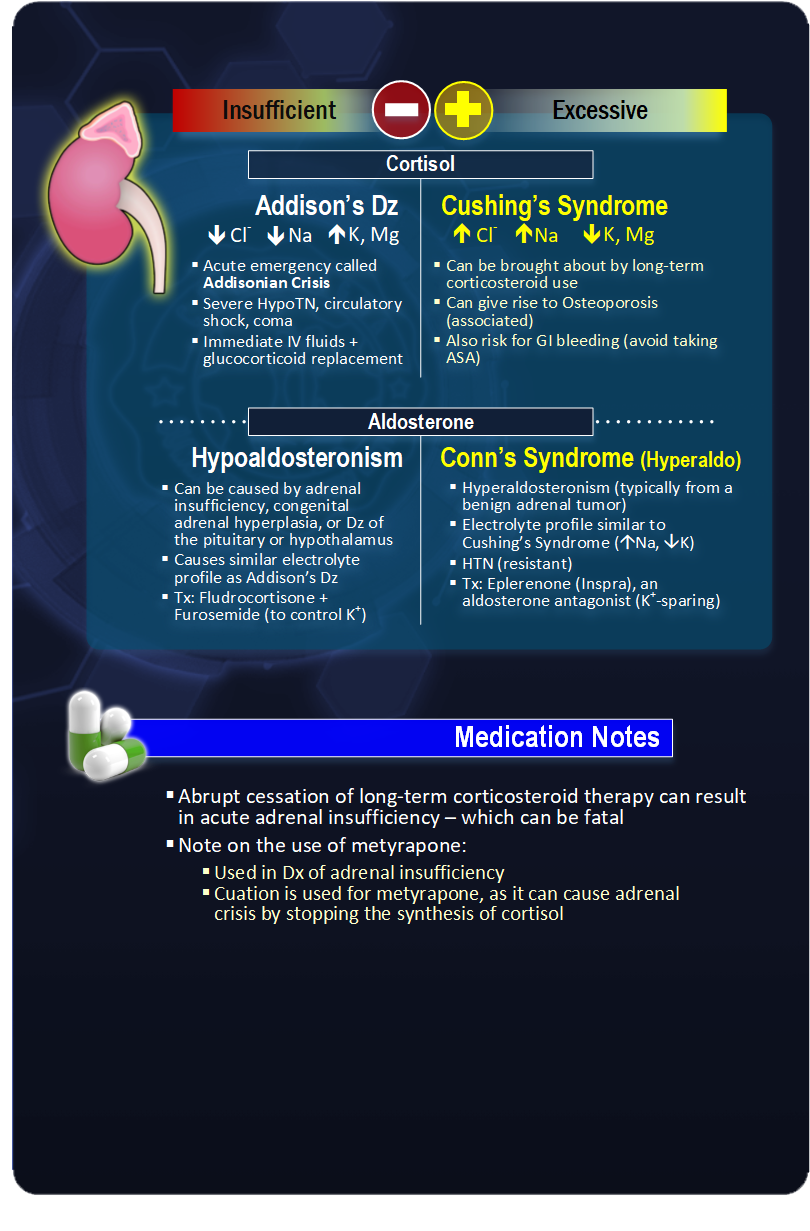 Insufficient
Excessive
Cortisol
Addison's Dz
🡫 Cl⁻ 🡫 Na 🡩 K, Mg
▪ Acute emergency called
Addisonian Crisis
▪ Severe HypoTN, circulatory
shock, coma
▪ Immediate IV fluids +
glucocorticoid replacement
Cushing's Syndrome
🡩 Cl⁻ 🡩 Na 🡫 K, Mg
▪ Can be brought about by long-term
corticosteroid use
▪ Can give rise to Osteoporosis
(associated)
▪ Also risk for GI bleeding (avoid taking
ASA)
Aldosterone
Hypoaldosteronism
▪ Can be caused by adrenal
insufficiency, congenital
adrenal hyperplasia, or Dz of
the pituitary or hypothalamus
▪ Causes similar electrolyte
profile as Addison's Dz
▪ Tx: Fludrocortisone +
Furosemide (to control K⁺)
Conn's Syndrome (Hyperaldo)
▪ Hyperaldosteronism (typically from a
benign adrenal tumor)
▪ Electrolyte profile similar to
Cushing's Syndrome (🡩Na, 🡫K)
▪ HTN (resistant)
▪ Tx: Eplerenone (Inspra), an
aldosterone antagonist (K⁺-sparing)
Medication Notes
▪ Abrupt cessation of long-term corticosteroid therapy can result
in acute adrenal insufficiency – which can be fatal
▪ Note on the use of metyrapone:
▪ Used in Dx of adrenal insufficiency
▪ Cuation is used for metyrapone, as it can cause adrenal
crisis by stopping the synthesis of cortisol